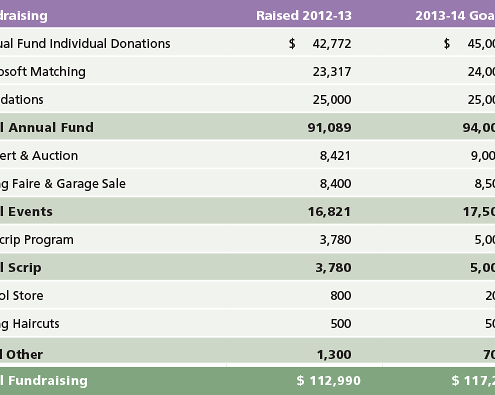 draising Raised 2012-13 2013-14 Goa
ual Fund Individual Donations $ 42,772 $ 45,00
osoft Matching 23,317 24,00
dations 25,000 25,00
l Annual Fund 91,089 94,00
ert & Auction 8,421 9,00
g Faire & Garage Sale 8,400 8,50
l Events 16,821 17,50
crip Program 3,780 5,00
l Scrip 3,780 5,00
ol Store 800 20
g Haircuts 500 50
l Other 1,300 70
l Fundraising $ 112,990 $ 117,2